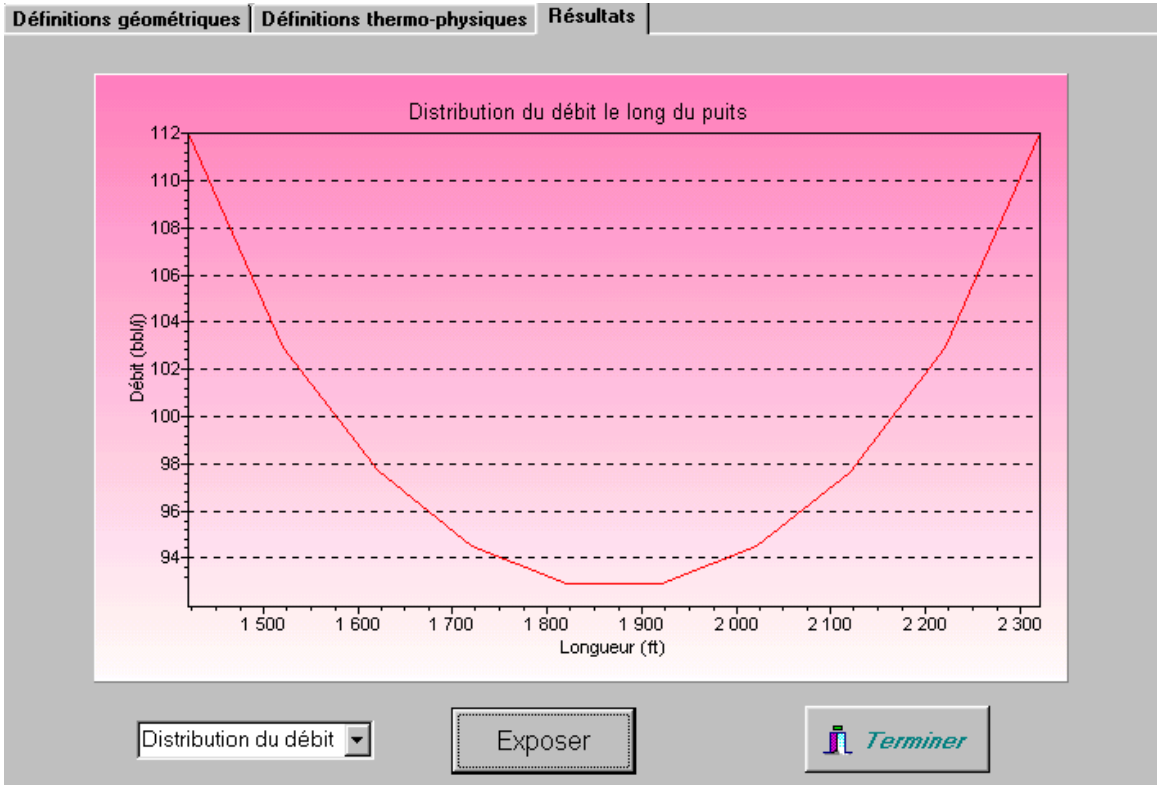 Définitions géométriques Définitions thermo-physiques Résultats
Distribution du débit le long du puits
112
110
108
106
104
102
100
98
96
94
Débit (bbl/j)
1 500 1 600 1 700 1 800 1 900 2 000 2 100 2 200 2 300
Longueur (ft)
Distribution du débit Exposer Terminer